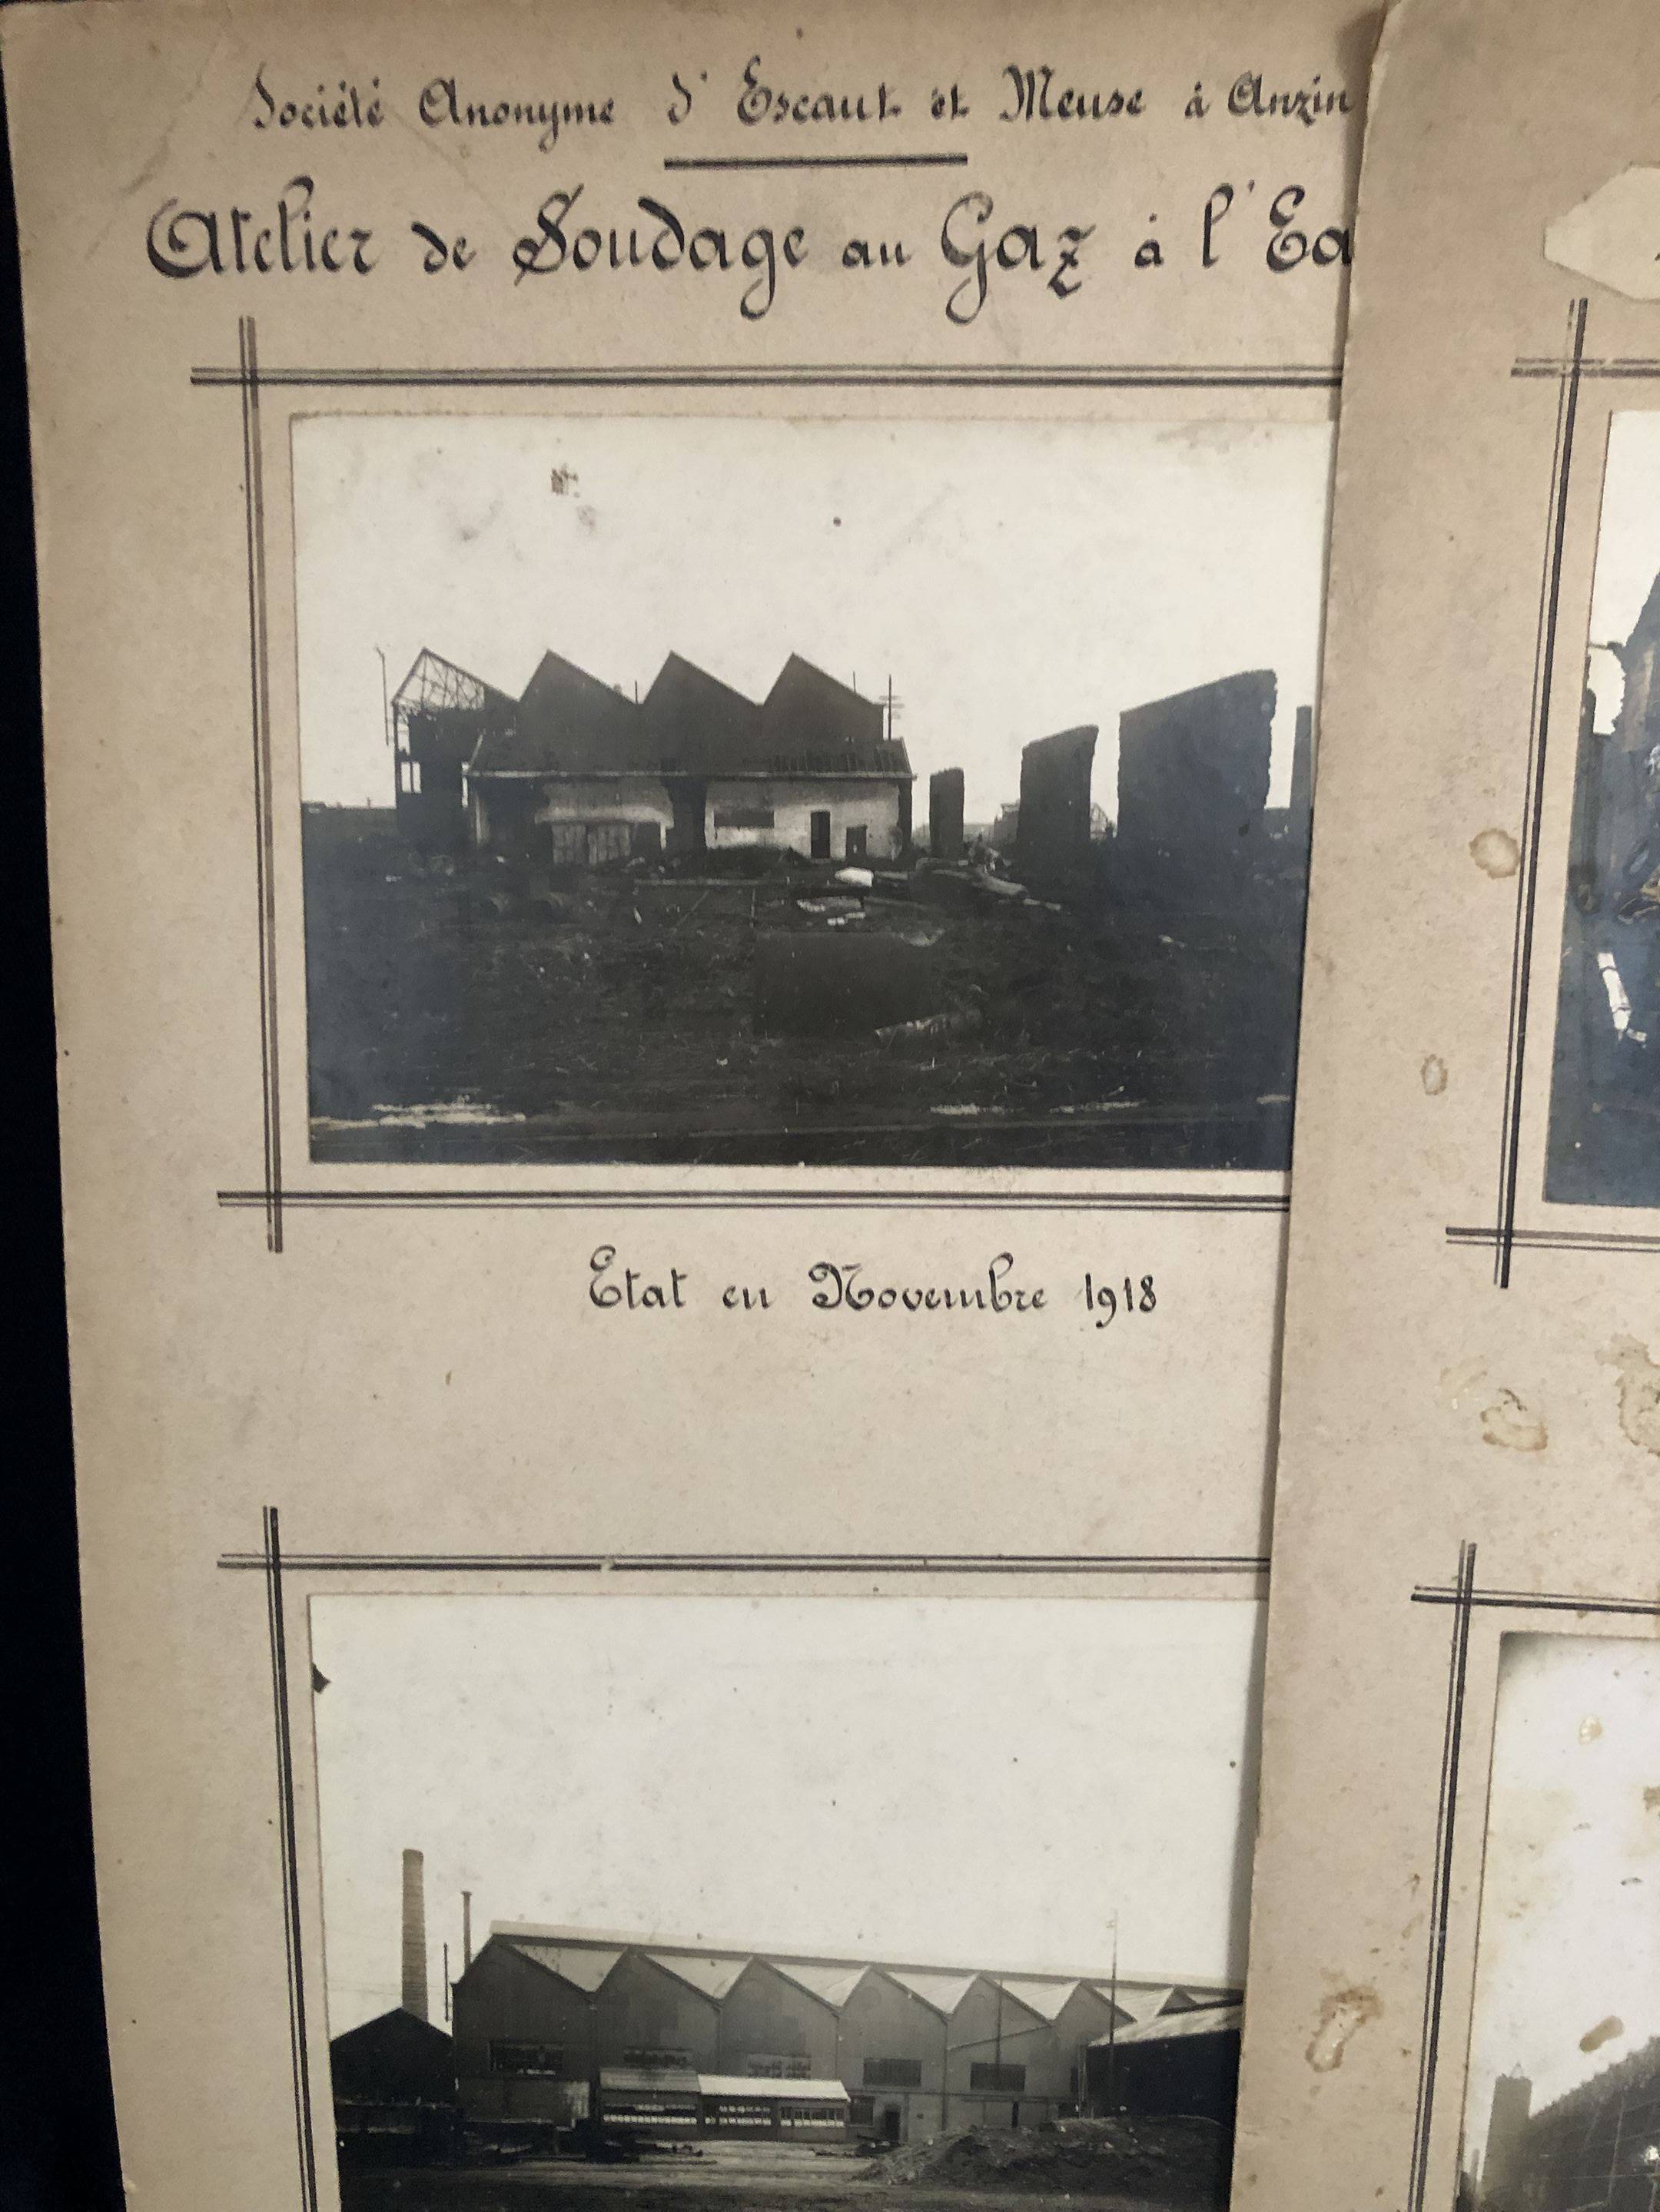 Société Anonyme d'Escaut et Meuse à Anzin
Atelier de Soudage au Gaz à l'Ea
Etat en Novembre 1918